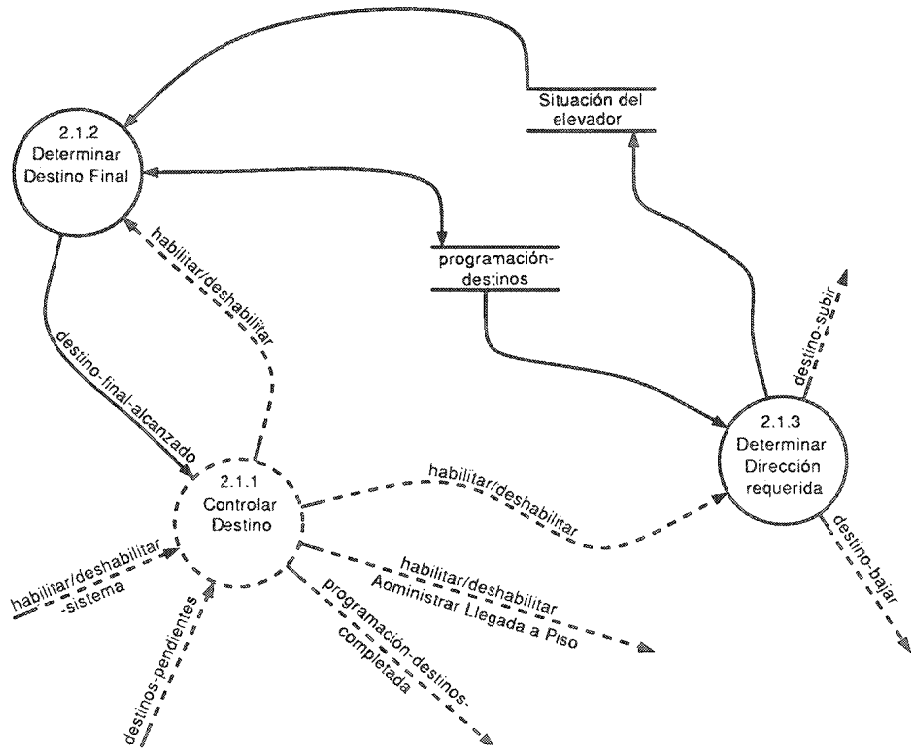 Situación del
elevador
2.1.2
Determinar
Destino Final
habilitar/deshabilitar
programación-
destinos
destino-subir
destino-final-alcanzado
2.1.3
Determinar
Dirección
requerida
2.1.1
Controlar
Destino
habilitar/deshabilitar
destino-bajar
habilitar/deshabilitar
-sistema
habilitar/deshabilitar
Administrar Llegada a Piso
programación-destinos-
completada
destinos-pendientes